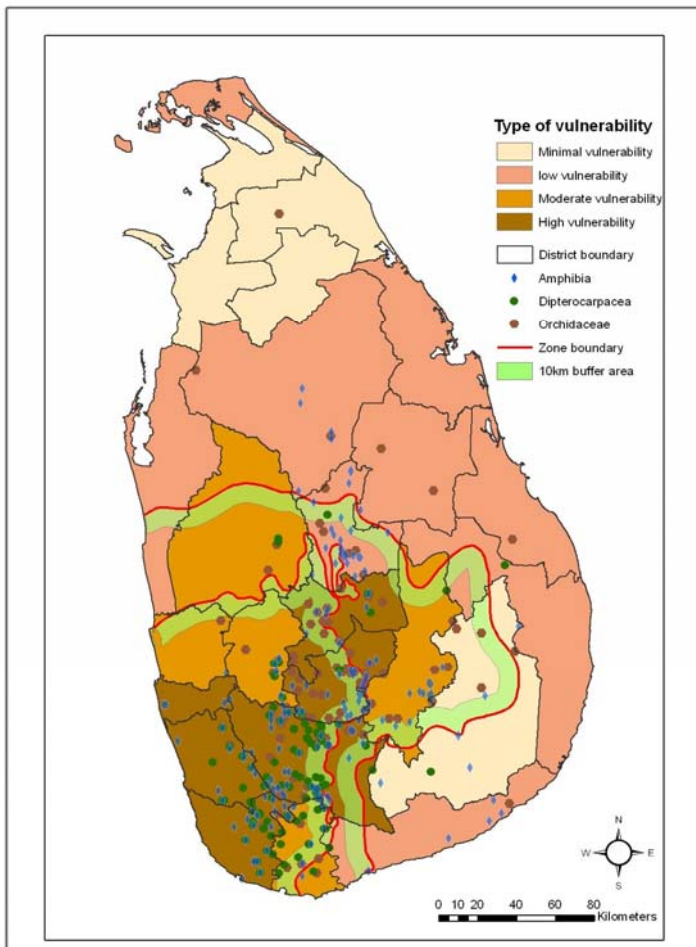 Type of vulnerability
Minimal vulnerability
low vulnerability
Moderate vulnerability
High vulnerability
District boundary
Amphibia
Dipterocarpacea
Orchidaceae
Zone boundary
10km buffer area
N
W E
S
0 10 20 40 60 80
Kilometers